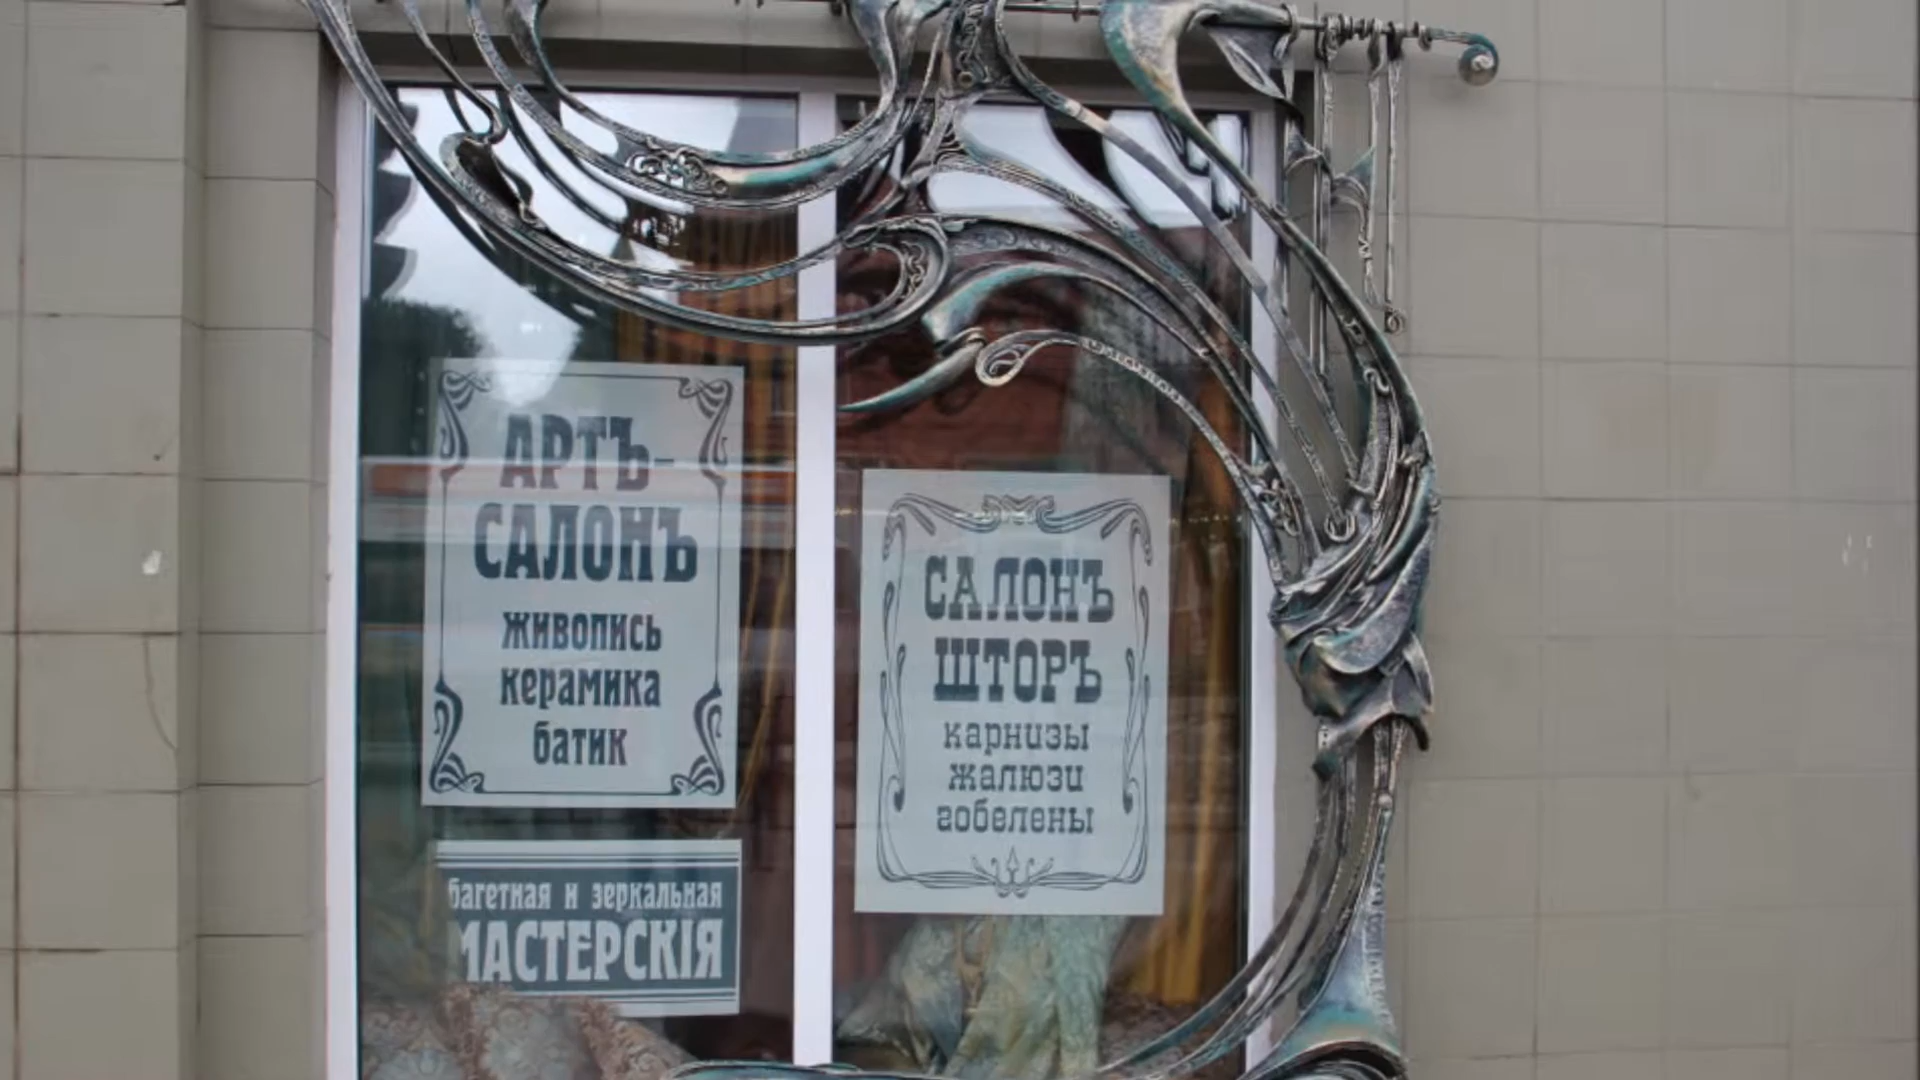 АРТЪ-
САЛОНЪ
живопись
керамика
батик
багетная и зеркальная
МАСТЕРСКIЯ
САЛОНЪ
ШТОРЪ
карнизы
жалюзи
гобелены